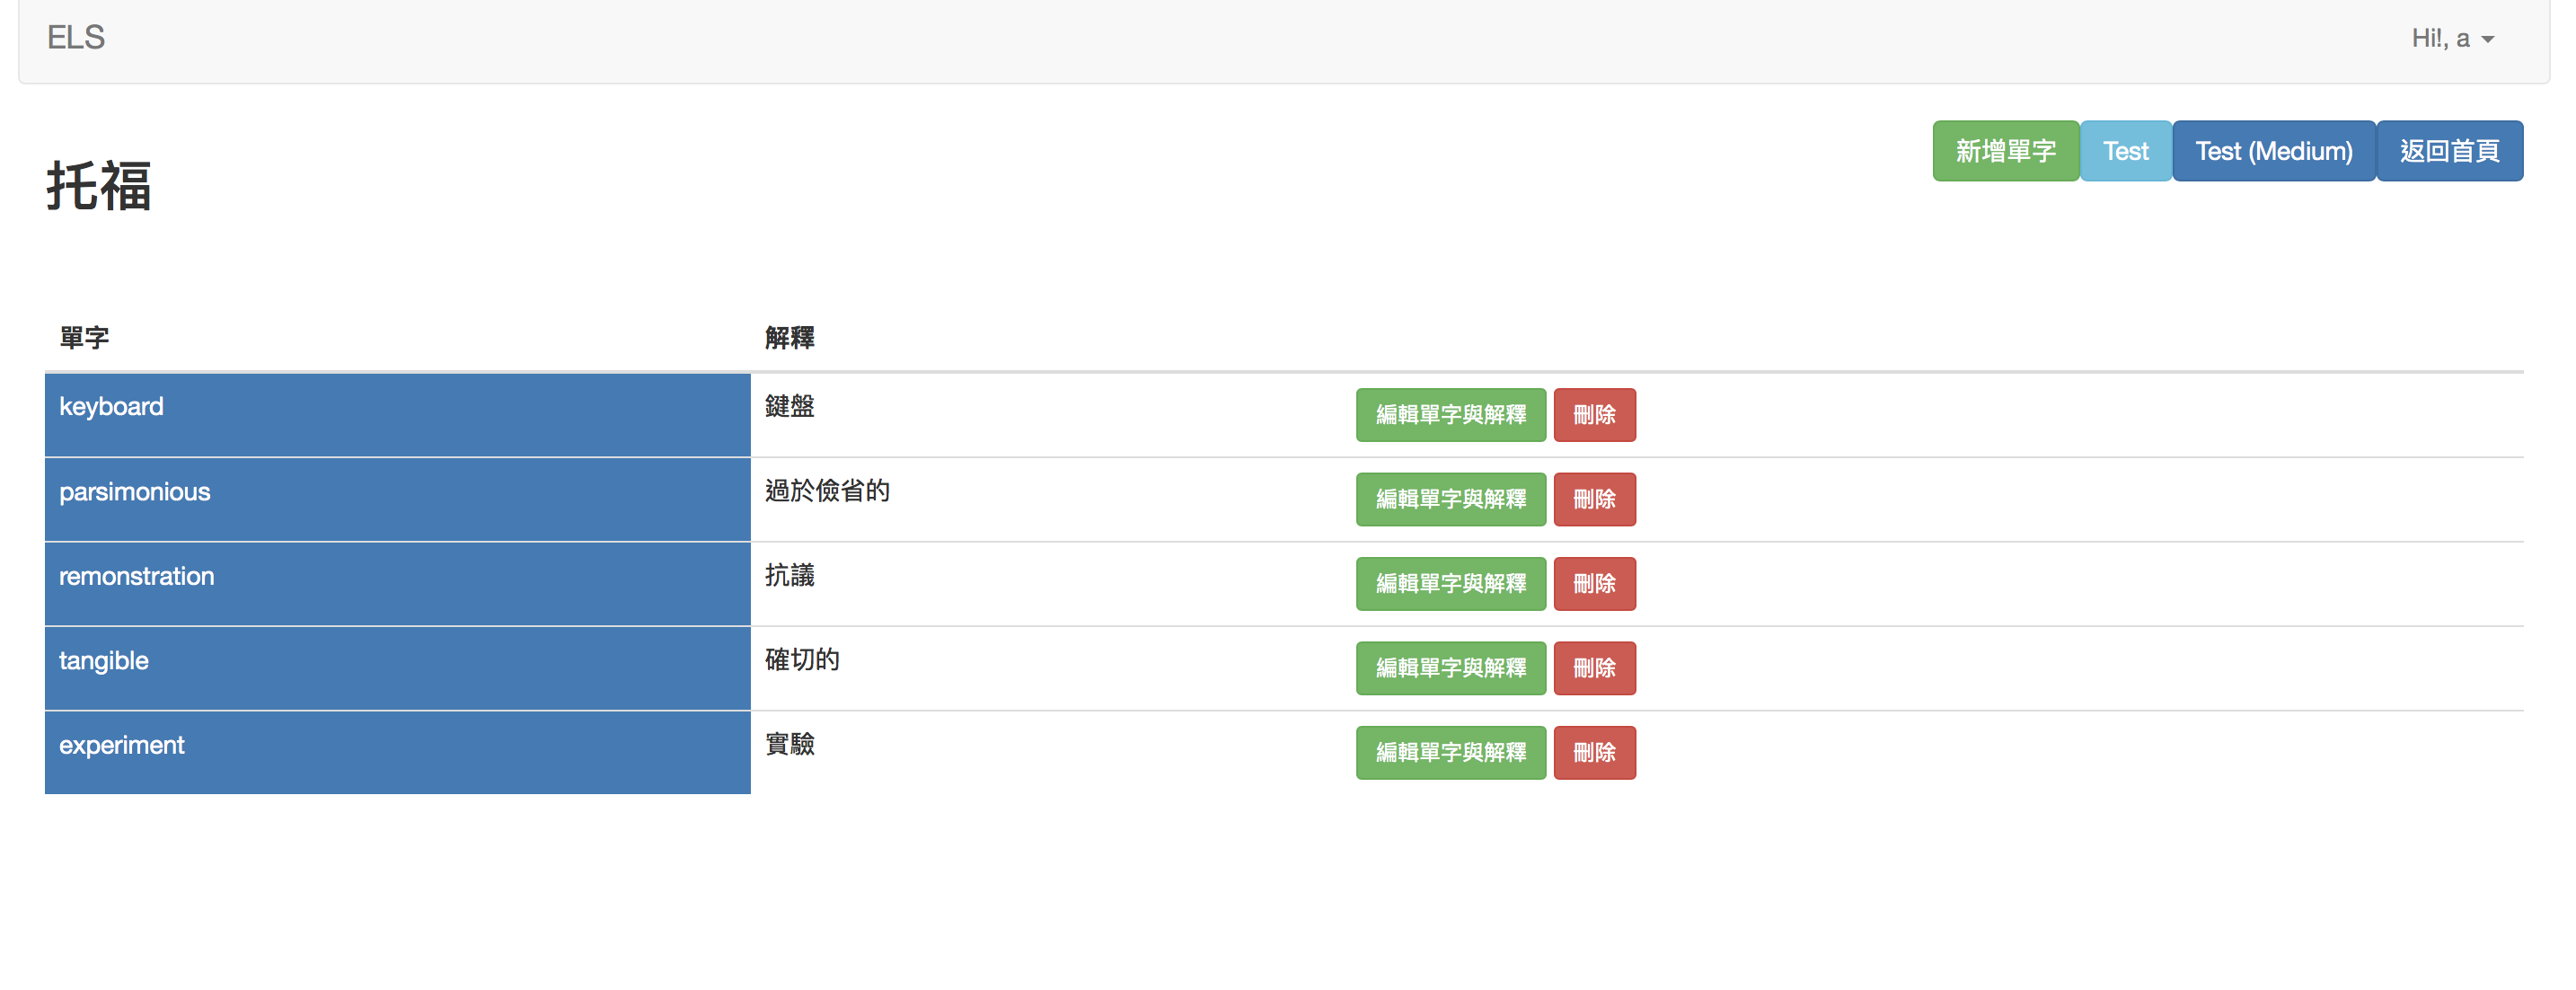 ELS Hi!, a
新增單字 Test Test (Medium) 返回首頁
托福
單字 解釋
keyboard 鍵盤 編輯單字與解釋 刪除
parsimonious 過於儉省的 編輯單字與解釋 刪除
remonstration 抗議 編輯單字與解釋 刪除
tangible 確切的 編輯單字與解釋 刪除
experiment 實驗 編輯單字與解釋 刪除